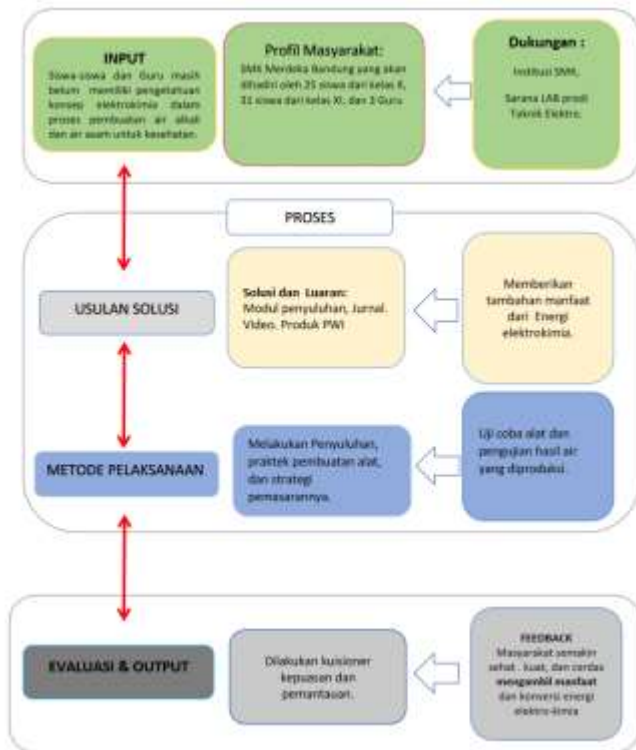 INPUT
Siswa-siswa dan Guru masih
belum memiliki pengetahuan
konsep elektrokimia dalam
proses pembuatan air alkali
dan air asam untuk kesehatan.
Profil Masyarakat:
SMK Merdeka Bandung yang akan
dihadiri oleh 25 siswa dari kelas X,
31 siswa dari kelas XI, dan 3 Guru
Dukungan :
Institusi SMK,
Sarana LAB prodi
Teknik Elektro.
PROSES
USULAN SOLUSI
Solusi dan Luaran:
Modul penyuluhan, Jurnal.
Video. Produk PWI
Memberikan
tambahan manfaat
dari Energi
elektrokimia.
METODE PELAKSANAAN
Melakukan Penyuluhan,
praktek pembuatan alat,
dan strategi
pemasarannya.
Uji coba alat dan
pengujian hasil air
yang diproduksi.
EVALUASI & OUTPUT
Dilakukan kuisioner
kepuasan dan
pemantauan.
FEEDBACK
Masyarakat semakin
sehat . kuat, dan cerdas
mengambil manfaat
dan konversi energi
elektro-kimia